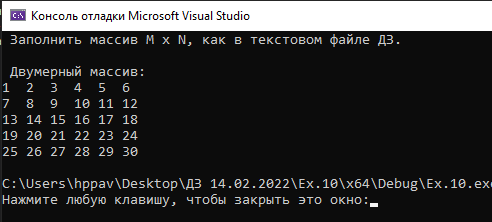 Консоль отладки Microsoft Visual Studio
Заполнить массив M x N, как в текстовом файле ДЗ.
Двумерный массив:
1 2 3 4 5 6
7 8 9 10 11 12
13 14 15 16 17 18
19 20 21 22 23 24
25 26 27 28 29 30
C:\Users\hppav\Desktop\ДЗ 14.02.2022\Ex.10\x64\Debug\Ex.10.exe
Нажмите любую клавишу, чтобы закрыть это окно: